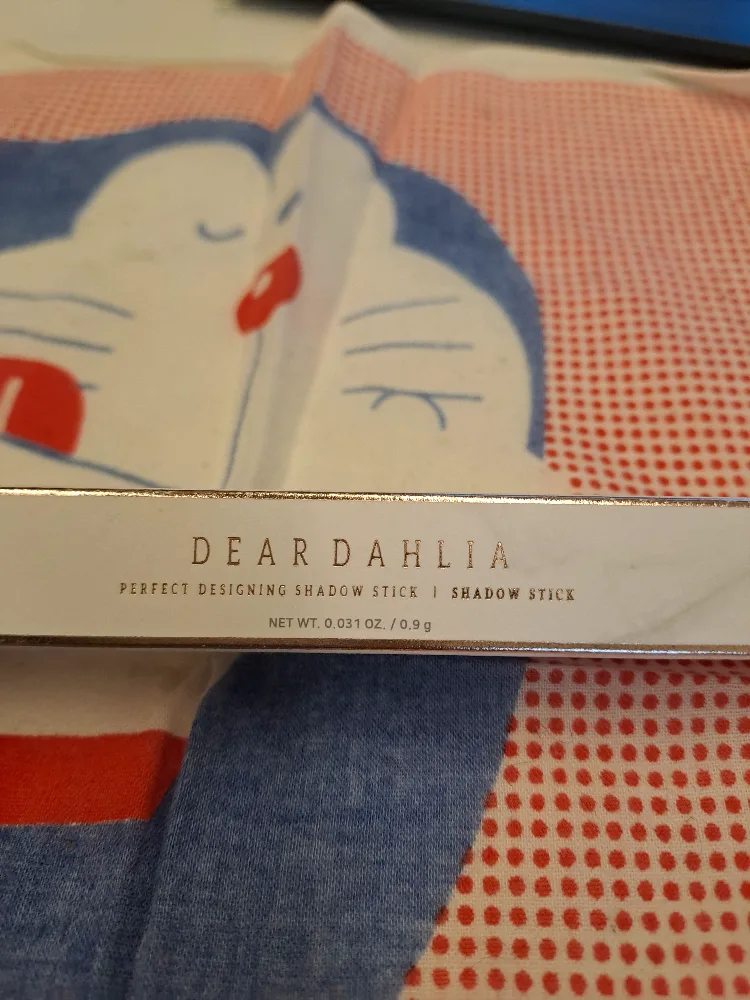 DEAR DAHLIA
PERFECT DESIGNING SHADOW STICK | SHADOW STICK
NET WT. 0.031 OZ. / 0.9 g